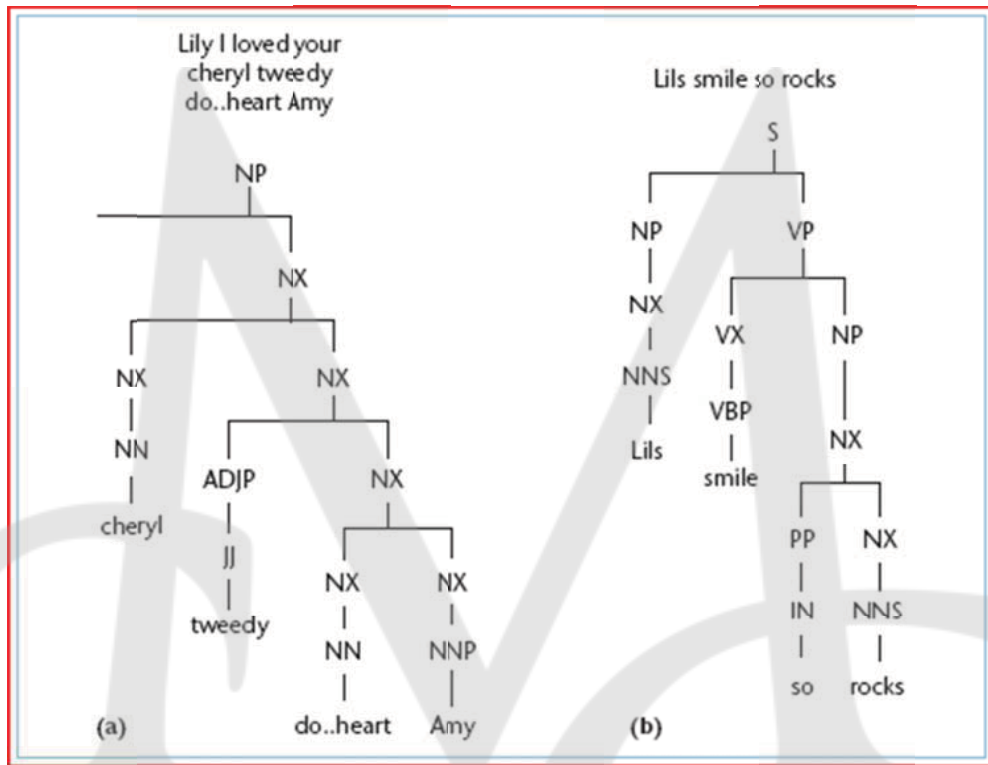 Lily I loved your
cheryl tweedy
do..heart Amy
NP
NX
NX NX
NN
ADJP NX
cheryl
JJ
NX NX
tweedy
NN NNP
do..heart Amy
(a)
Lils smile so rocks
S
NP VP
NX
VX NP
NNS
VBP
Lils
NX
smile
PP NX
IN NNS
so rocks
(b)